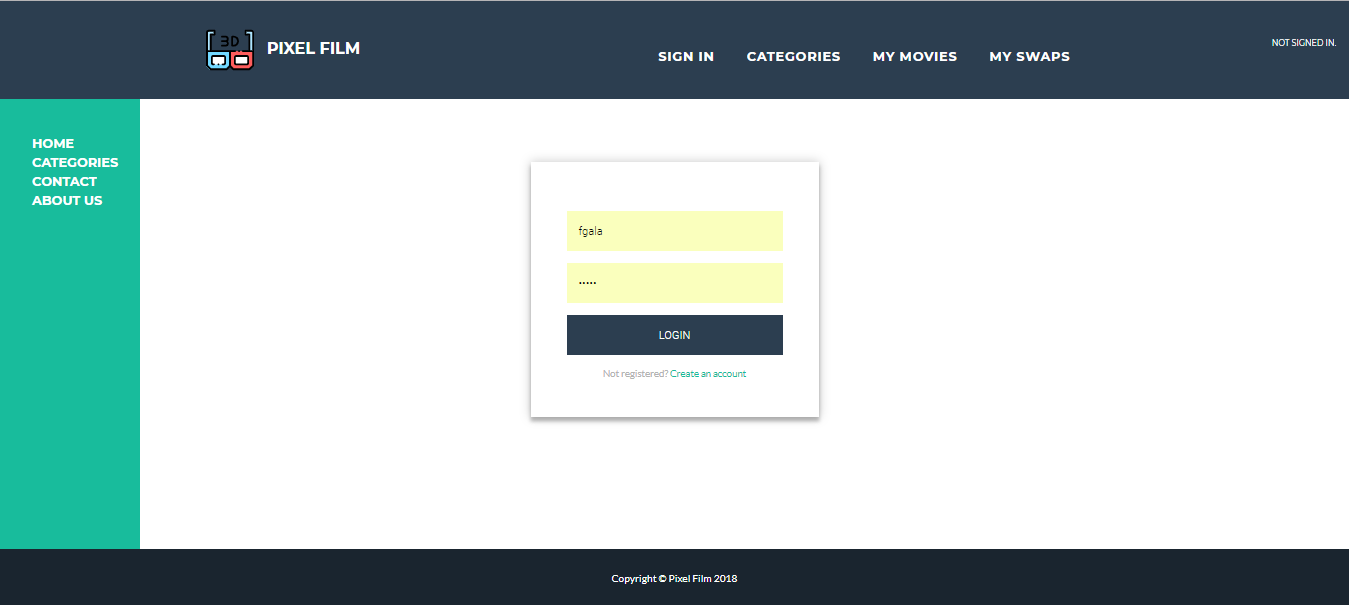 3D PIXEL FILM
SIGN IN CATEGORIES MY MOVIES MY SWAPS
NOT SIGNED IN.
HOME
CATEGORIES
CONTACT
ABOUT US
fgala
•••••
LOGIN
Not registered? Create an account
Copyright © Pixel Film 2018